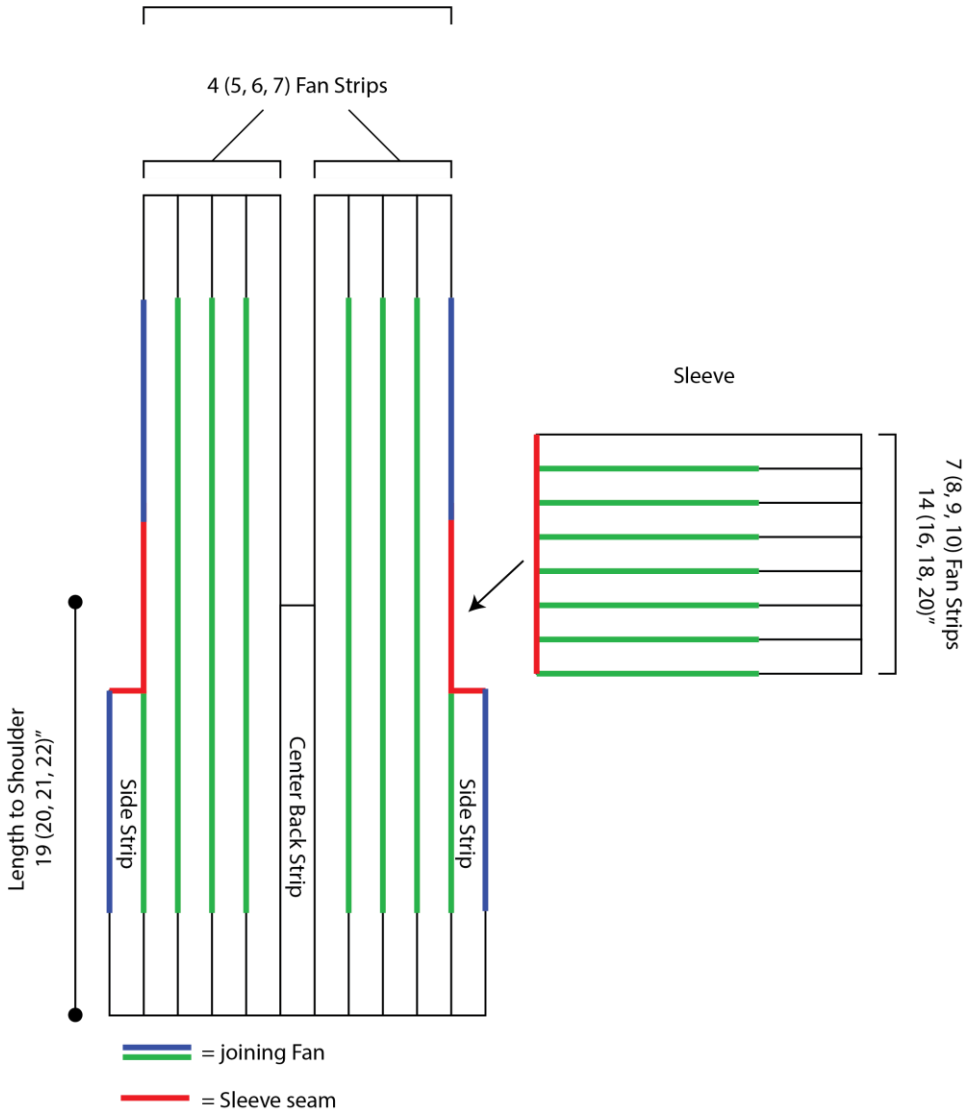 4 (5, 6, 7) Fan Strips
Sleeve
7 (8, 9, 10) Fan Strips
14 (16, 18, 20)”
Length to Shoulder
19 (20, 21, 22)”
Side Strip
Center Back Strip
Side Strip
= joining Fan
= Sleeve seam